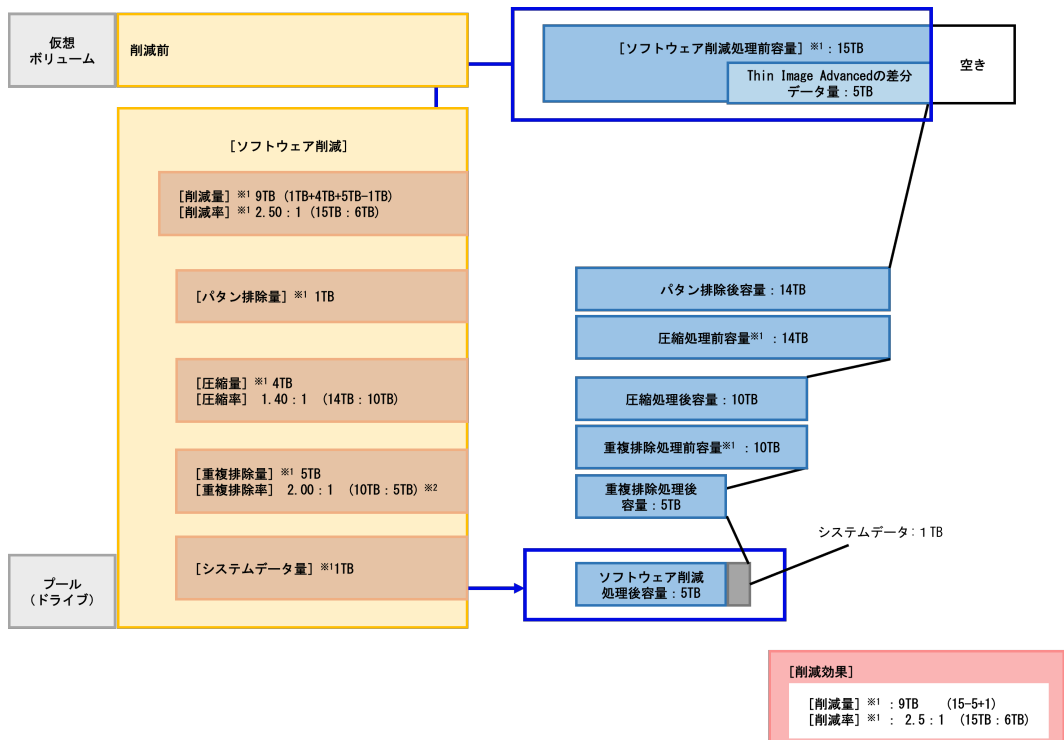 仮想
ボリューム
削減前
[ソフトウェア削減処理前容量] ※1：15TB
Thin Image Advancedの差分
データ量：5TB
空き
[ソフトウェア削減]
[削減量] ※1 9TB (1TB+4TB+5TB-1TB)
[削減率] ※1 2.50：1 (15TB：6TB)
[パタン排除量] ※1 1TB
パタン排除後容量：14TB
圧縮処理前容量※1 ：14TB
[圧縮量] ※1 4TB
[圧縮率] 1.40：1 (14TB：10TB)
圧縮処理後容量：10TB
重複排除処理前容量※1 ：10TB
[重複排除量] ※1 5TB
[重複排除率] 2.00：1 (10TB：5TB) ※2
重複排除処理後
容量：5TB
システムデータ：１TB
[システムデータ量] ※11TB
プール
(ドライブ)
ソフトウェア削減
処理後容量：5TB
[削減効果]
[削減量] ※1 ：9TB (15-5+1)
[削減率] ※1 ： 2.5：1 (15TB：6TB)